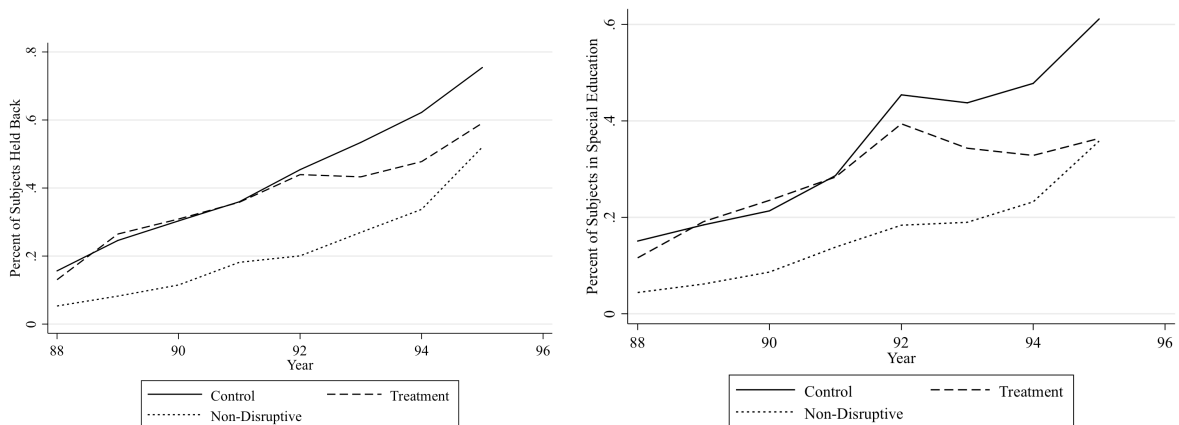 Percent of Subjects Held Back
.8
.6
.4
.2
0
88
90
92
94
96
Year
Control
Treatment
Non-Disruptive
Percent of Subjects in Special Education
.6
.4
.2
0
88
90
92
94
96
Year
Control
Treatment
Non-Disruptive